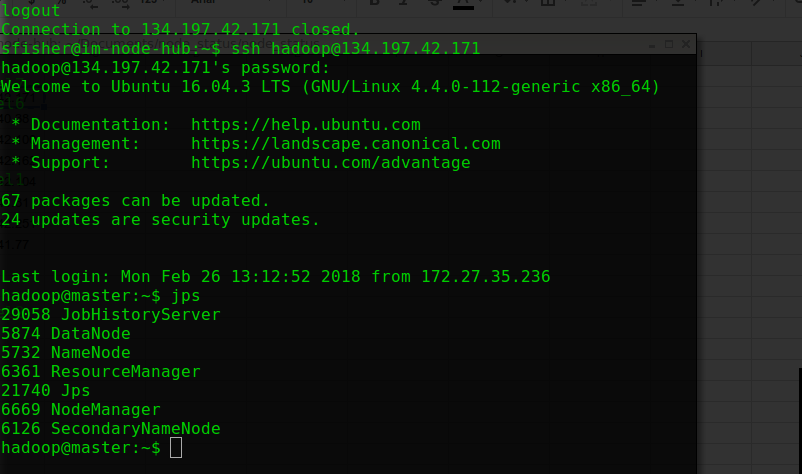 logout
Connection to 134.197.42.171 closed.
sfisher@im-node-hub:~$ ssh hadoop@134.197.42.171
hadoop@134.197.42.171's password:
Welcome to Ubuntu 16.04.3 LTS (GNU/Linux 4.4.0-112-generic x86_64)
* Documentation:  https://help.ubuntu.com
* Management:     https://landscape.canonical.com
* Support:        https://ubuntu.com/advantage
67 packages can be updated.
24 updates are security updates.
Last login: Mon Feb 26 13:12:52 2018 from 172.27.35.236
hadoop@master:~$ jps
29058 JobHistoryServer
5874 DataNode
5732 NameNode
6361 ResourceManager
21740 Jps
6669 NodeManager
6126 SecondaryNameNode
hadoop@master:~$